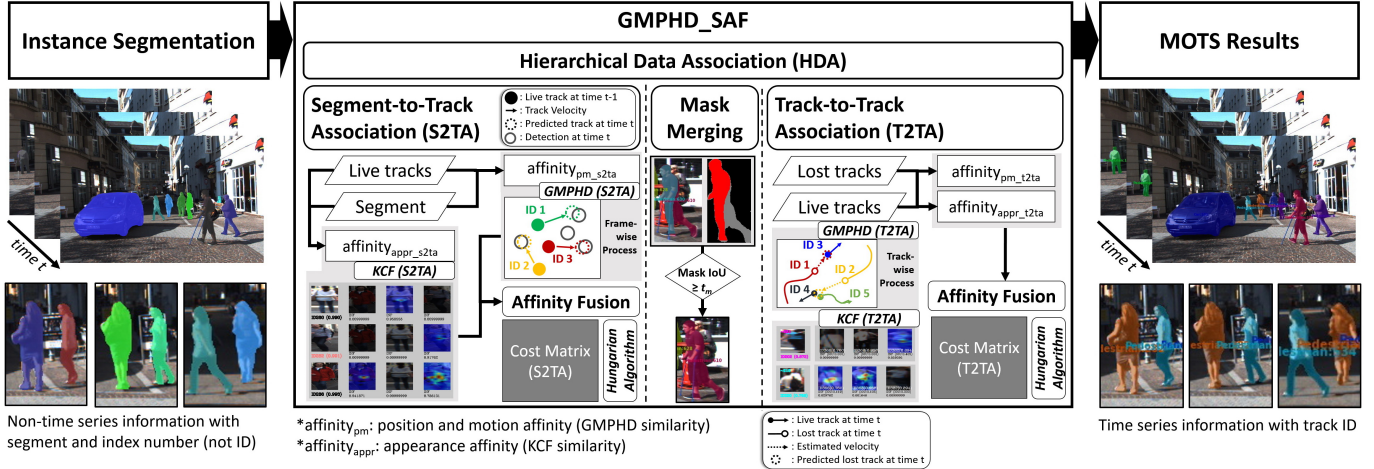 Instance Segmentation
time t
Non-time series information with
segment and index number (not ID)
GMPHD_SAF
Hierarchical Data Association (HDA)
Segment-to-Track
Association (S2TA)
: Live track at time t-1
: Track Velocity
: Predicted track at time t
: Detection at time t
Live tracks
Segment
affinity_pm_s2ta
affinity_appr_s2ta
GMPHD (S2TA)
ID 1
ID 2
ID 3
Frame-
wise
Process
KCF (S2TA)
Affinity Fusion
Cost Matrix
(S2TA)
Hungarian
Algorithm
Mask
Merging
Mask IoU
≥ t_m
Track-to-Track
Association (T2TA)
Lost tracks
Live tracks
affinity_pm_t2ta
affinity_appr_t2ta
GMPHD (T2TA)
ID 3
ID 1
ID 2
ID 4
ID 5
Track-
wise
Process
KCF (T2TA)
Affinity Fusion
Cost Matrix
(T2TA)
Hungarian
Algorithm
*affinity_pm: position and motion affinity (GMPHD similarity)
*affinity_appr: appearance affinity (KCF similarity)
: Live track at time t
: Lost track at time t
: Estimated velocity
: Predicted lost track at time t
MOTS Results
time t
Time series information with track ID